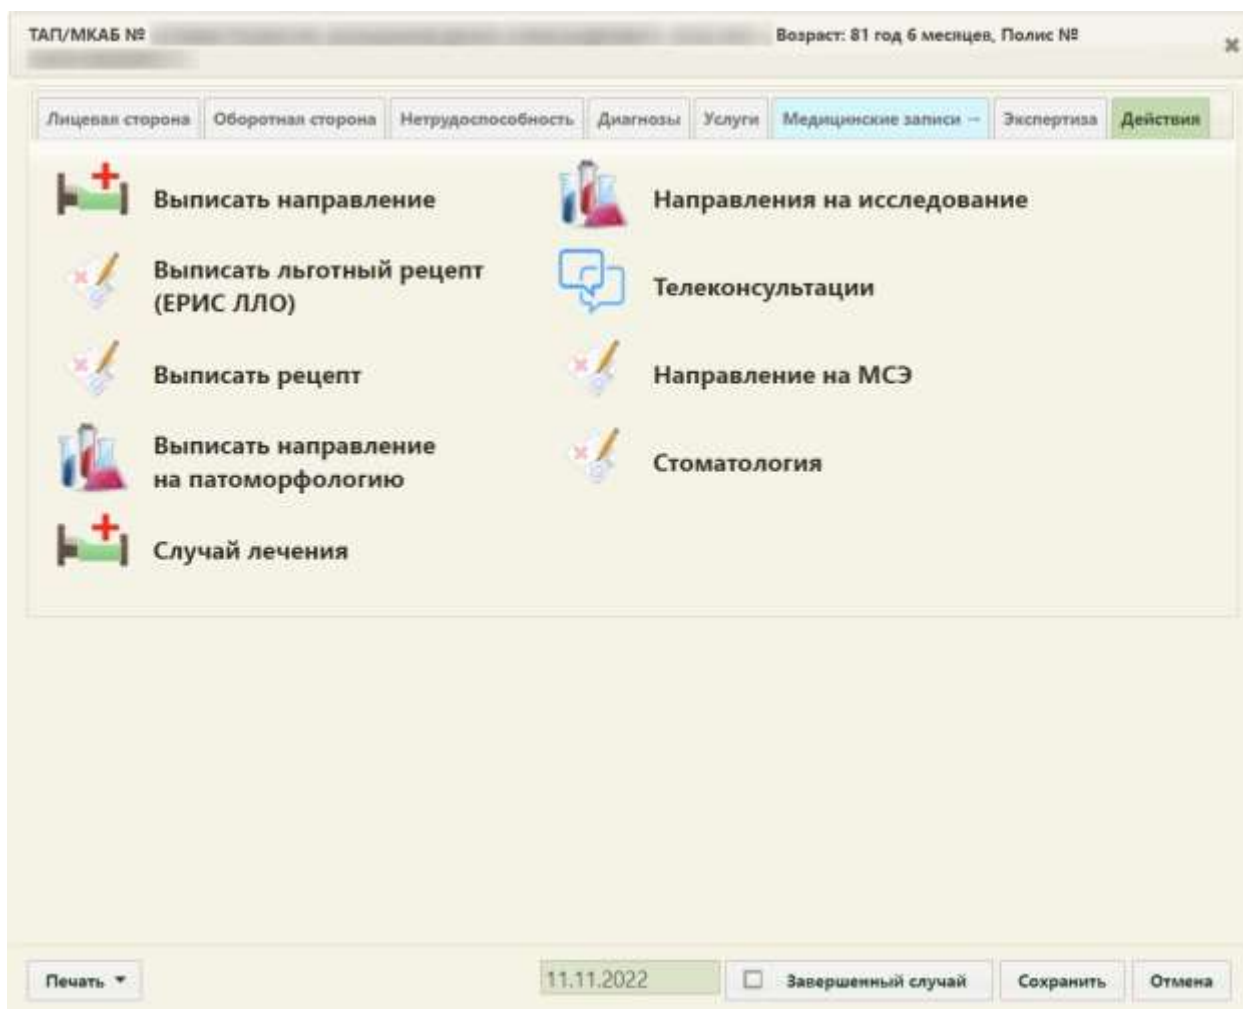 ТАП/МКАБ № Возраст: 81 год 6 месяцев, Полис №
Лицевая сторона Оборотная сторона Нетрудоспособность Диагнозы Услуги Медицинские записи — Экспертиза Действия
Выписать направление
Направления на исследование
Выписать льготный рецепт
(ЕРИС ЛЛО)
Телеконсультации
Выписать рецепт
Направление на МСЭ
Выписать направление
на патоморфологию
Стоматология
Случай лечения
Печать 11.11.2022 Завершенный случай Сохранить Отмена